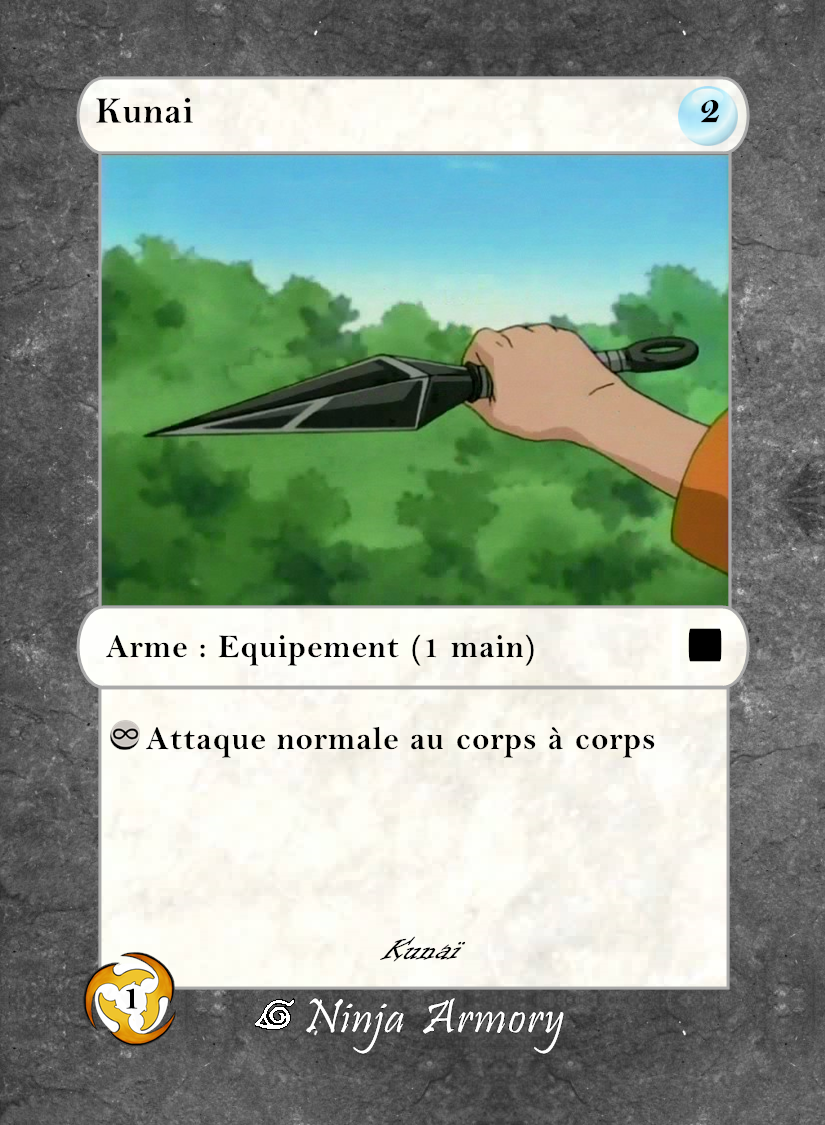 Kunai
2
Arme : Equipement (1 main)
∞ Attaque normale au corps à corps
Kunaï
1
Ninja Armory